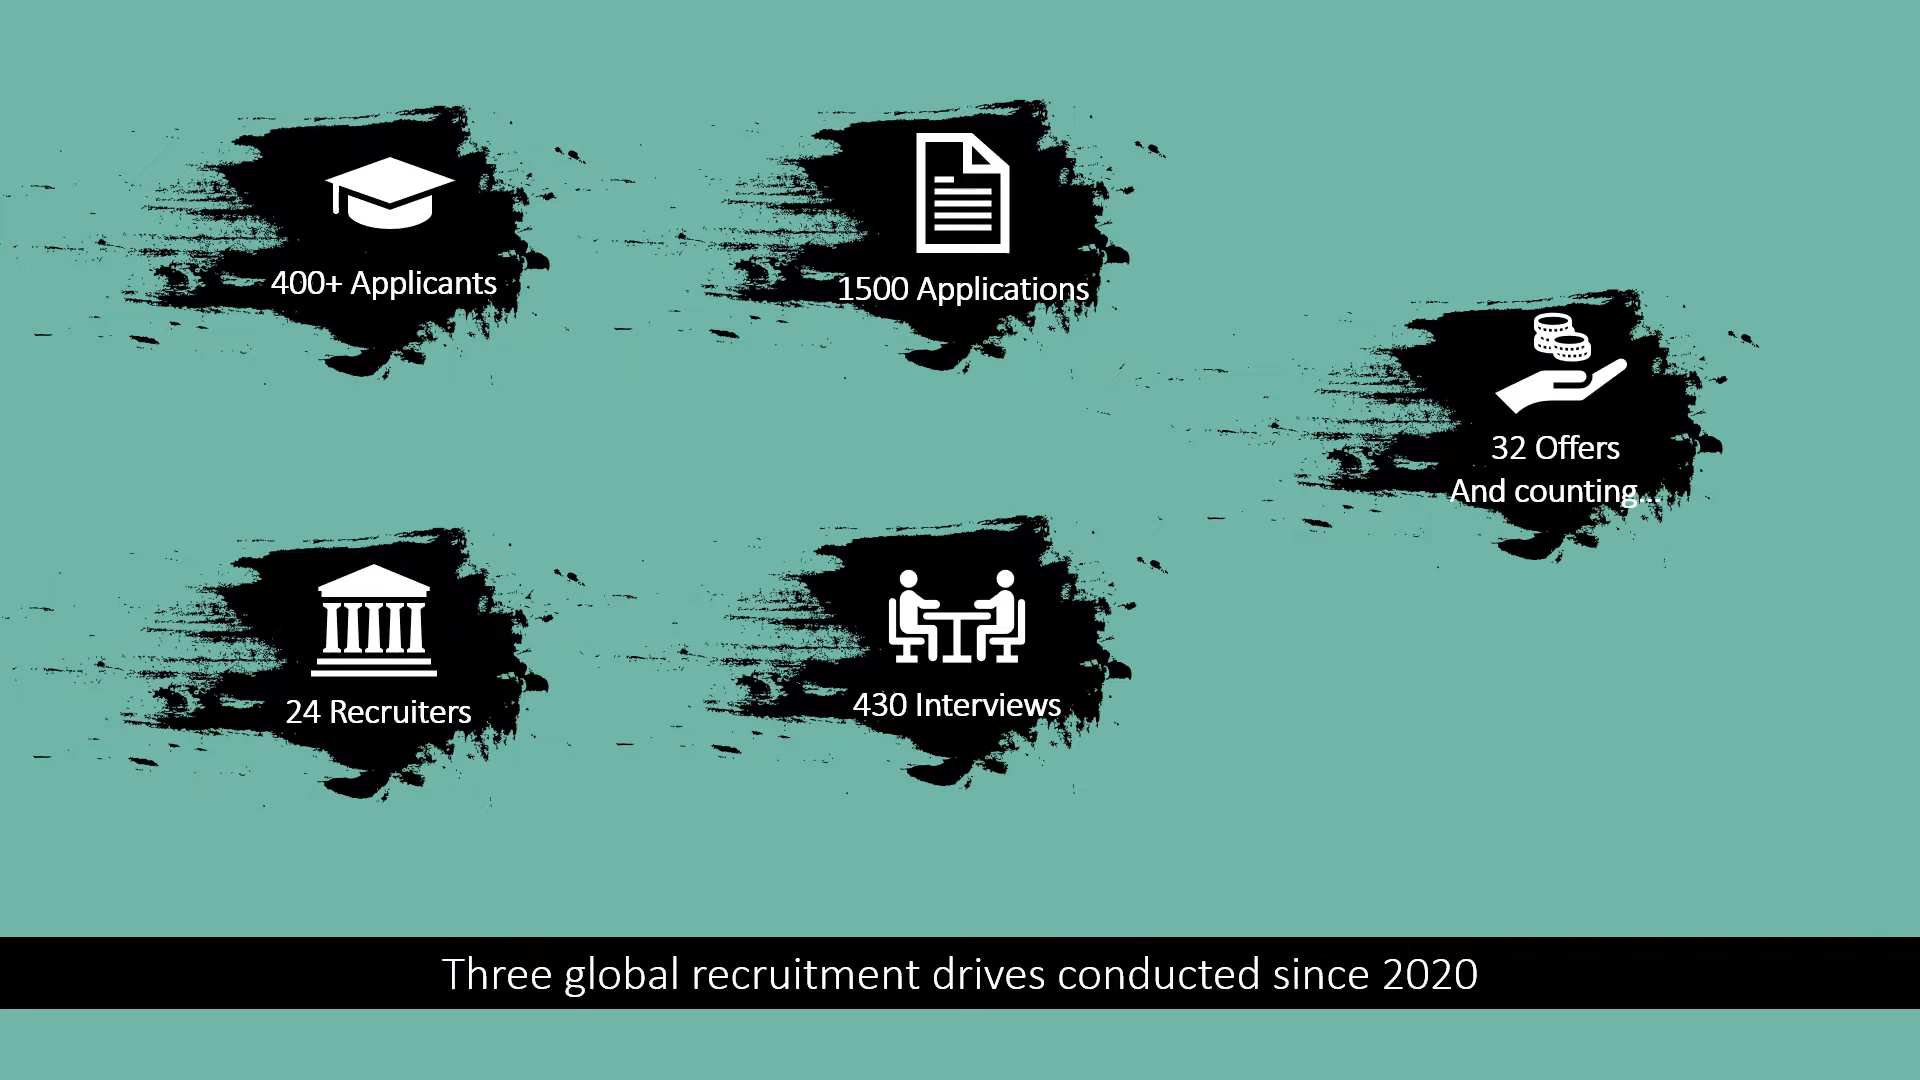 400+ Applicants
1500 Applications
32 Offers
And counting...
24 Recruiters
430 Interviews
Three global recruitment drives conducted since 2020